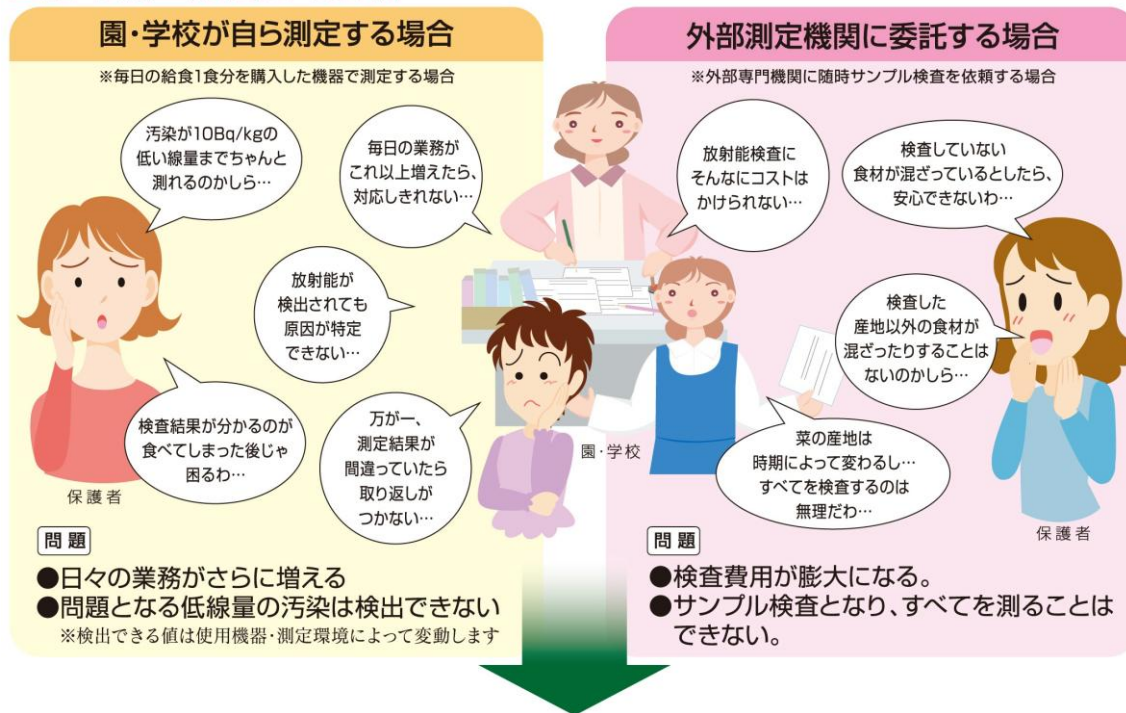 園・学校が自ら測定する場合
※毎日の給食1食分を購入した機器で測定する場合
汚染が10Bq/kgの
低い線量までちゃんと
測れるのかしら…
毎日の業務が
これ以上増えたら、
対応しきれない…
放射能が
検出されても
原因が特定
できない…
検査結果が分かるのが
食べてしまった後じゃ
困るわ…
万が一、
測定結果が
間違っていたら
取り返しが
つかない…
保護者
問題
●日々の業務がさらに増える
●問題となる低線量の汚染は検出できない
※検出できる値は使用機器・測定環境によって変動します
園・学校
外部測定機関に委託する場合
※外部専門機関に随時サンプル検査を依頼する場合
放射能検査に
そんなにコストは
かけられない…
検査していない
食材が混ざっているとしたら、
安心できないわ…
検査した
産地以外の食材が
混ざったりすることは
ないのかしら…
菜の産地は
時期によって変わるし…
すべてを検査するのは
無理だわ…
保護者
問題
●検査費用が膨大になる。
●サンプル検査となり、すべてを測ることは
できない。